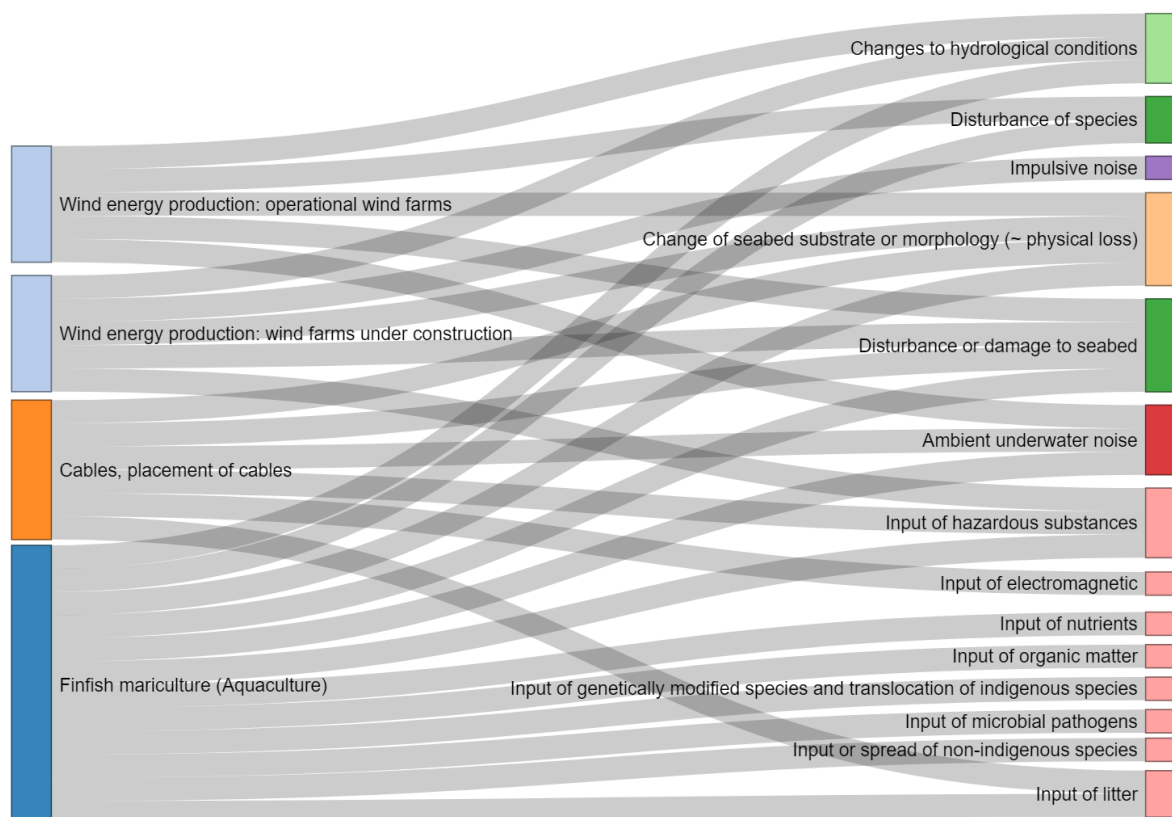 Wind energy production: operational wind farms
Wind energy production: wind farms under construction
Cables, placement of cables
Finfish mariculture (Aquaculture)
Changes to hydrological conditions
Disturbance of species
Impulsive noise
Change of seabed substrate or morphology (~ physical loss)
Disturbance or damage to seabed
Ambient underwater noise
Input of hazardous substances
Input of electromagnetic
Input of nutrients
Input of organic matter
Input of genetically modified species and translocation of indigenous species
Input of microbial pathogens
Input or spread of non-indigenous species
Input of litter